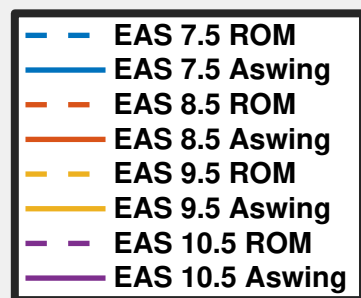 EAS 7.5 ROM
EAS 7.5 Aswing
EAS 8.5 ROM
EAS 8.5 Aswing
EAS 9.5 ROM
EAS 9.5 Aswing
EAS 10.5 ROM
EAS 10.5 Aswing